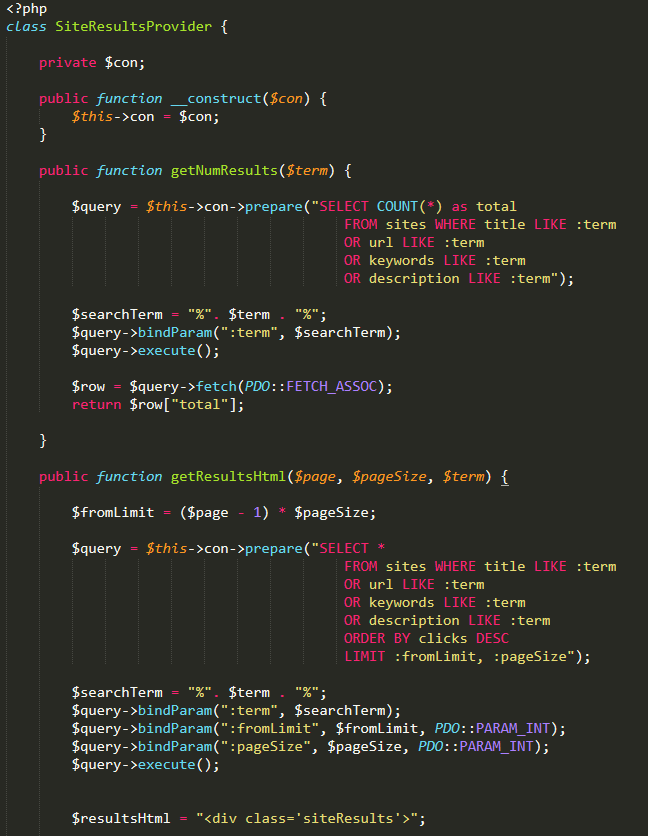 <?php
class SiteResultsProvider {
private $con;
public function __construct($con) {
$this->con = $con;
}
public function getNumResults($term) {
$query = $this->con->prepare("SELECT COUNT(*) as total
FROM sites WHERE title LIKE :term
OR url LIKE :term
OR keywords LIKE :term
OR description LIKE :term");
$searchTerm = "%". $term . "%";
$query->bindParam(":term", $searchTerm);
$query->execute();
$row = $query->fetch(PDO::FETCH_ASSOC);
return $row["total"];
}
public function getResultsHtml($page, $pageSize, $term) {
$fromLimit = ($page - 1) * $pageSize;
$query = $this->con->prepare("SELECT *
FROM sites WHERE title LIKE :term
OR url LIKE :term
OR keywords LIKE :term
OR description LIKE :term
ORDER BY clicks DESC
LIMIT :fromLimit, :pageSize");
$searchTerm = "%". $term . "%";
$query->bindParam(":term", $searchTerm);
$query->bindParam(":fromLimit", $fromLimit, PDO::PARAM_INT);
$query->bindParam(":pageSize", $pageSize, PDO::PARAM_INT);
$query->execute();
$resultsHtml = "<div class='siteResults'>";